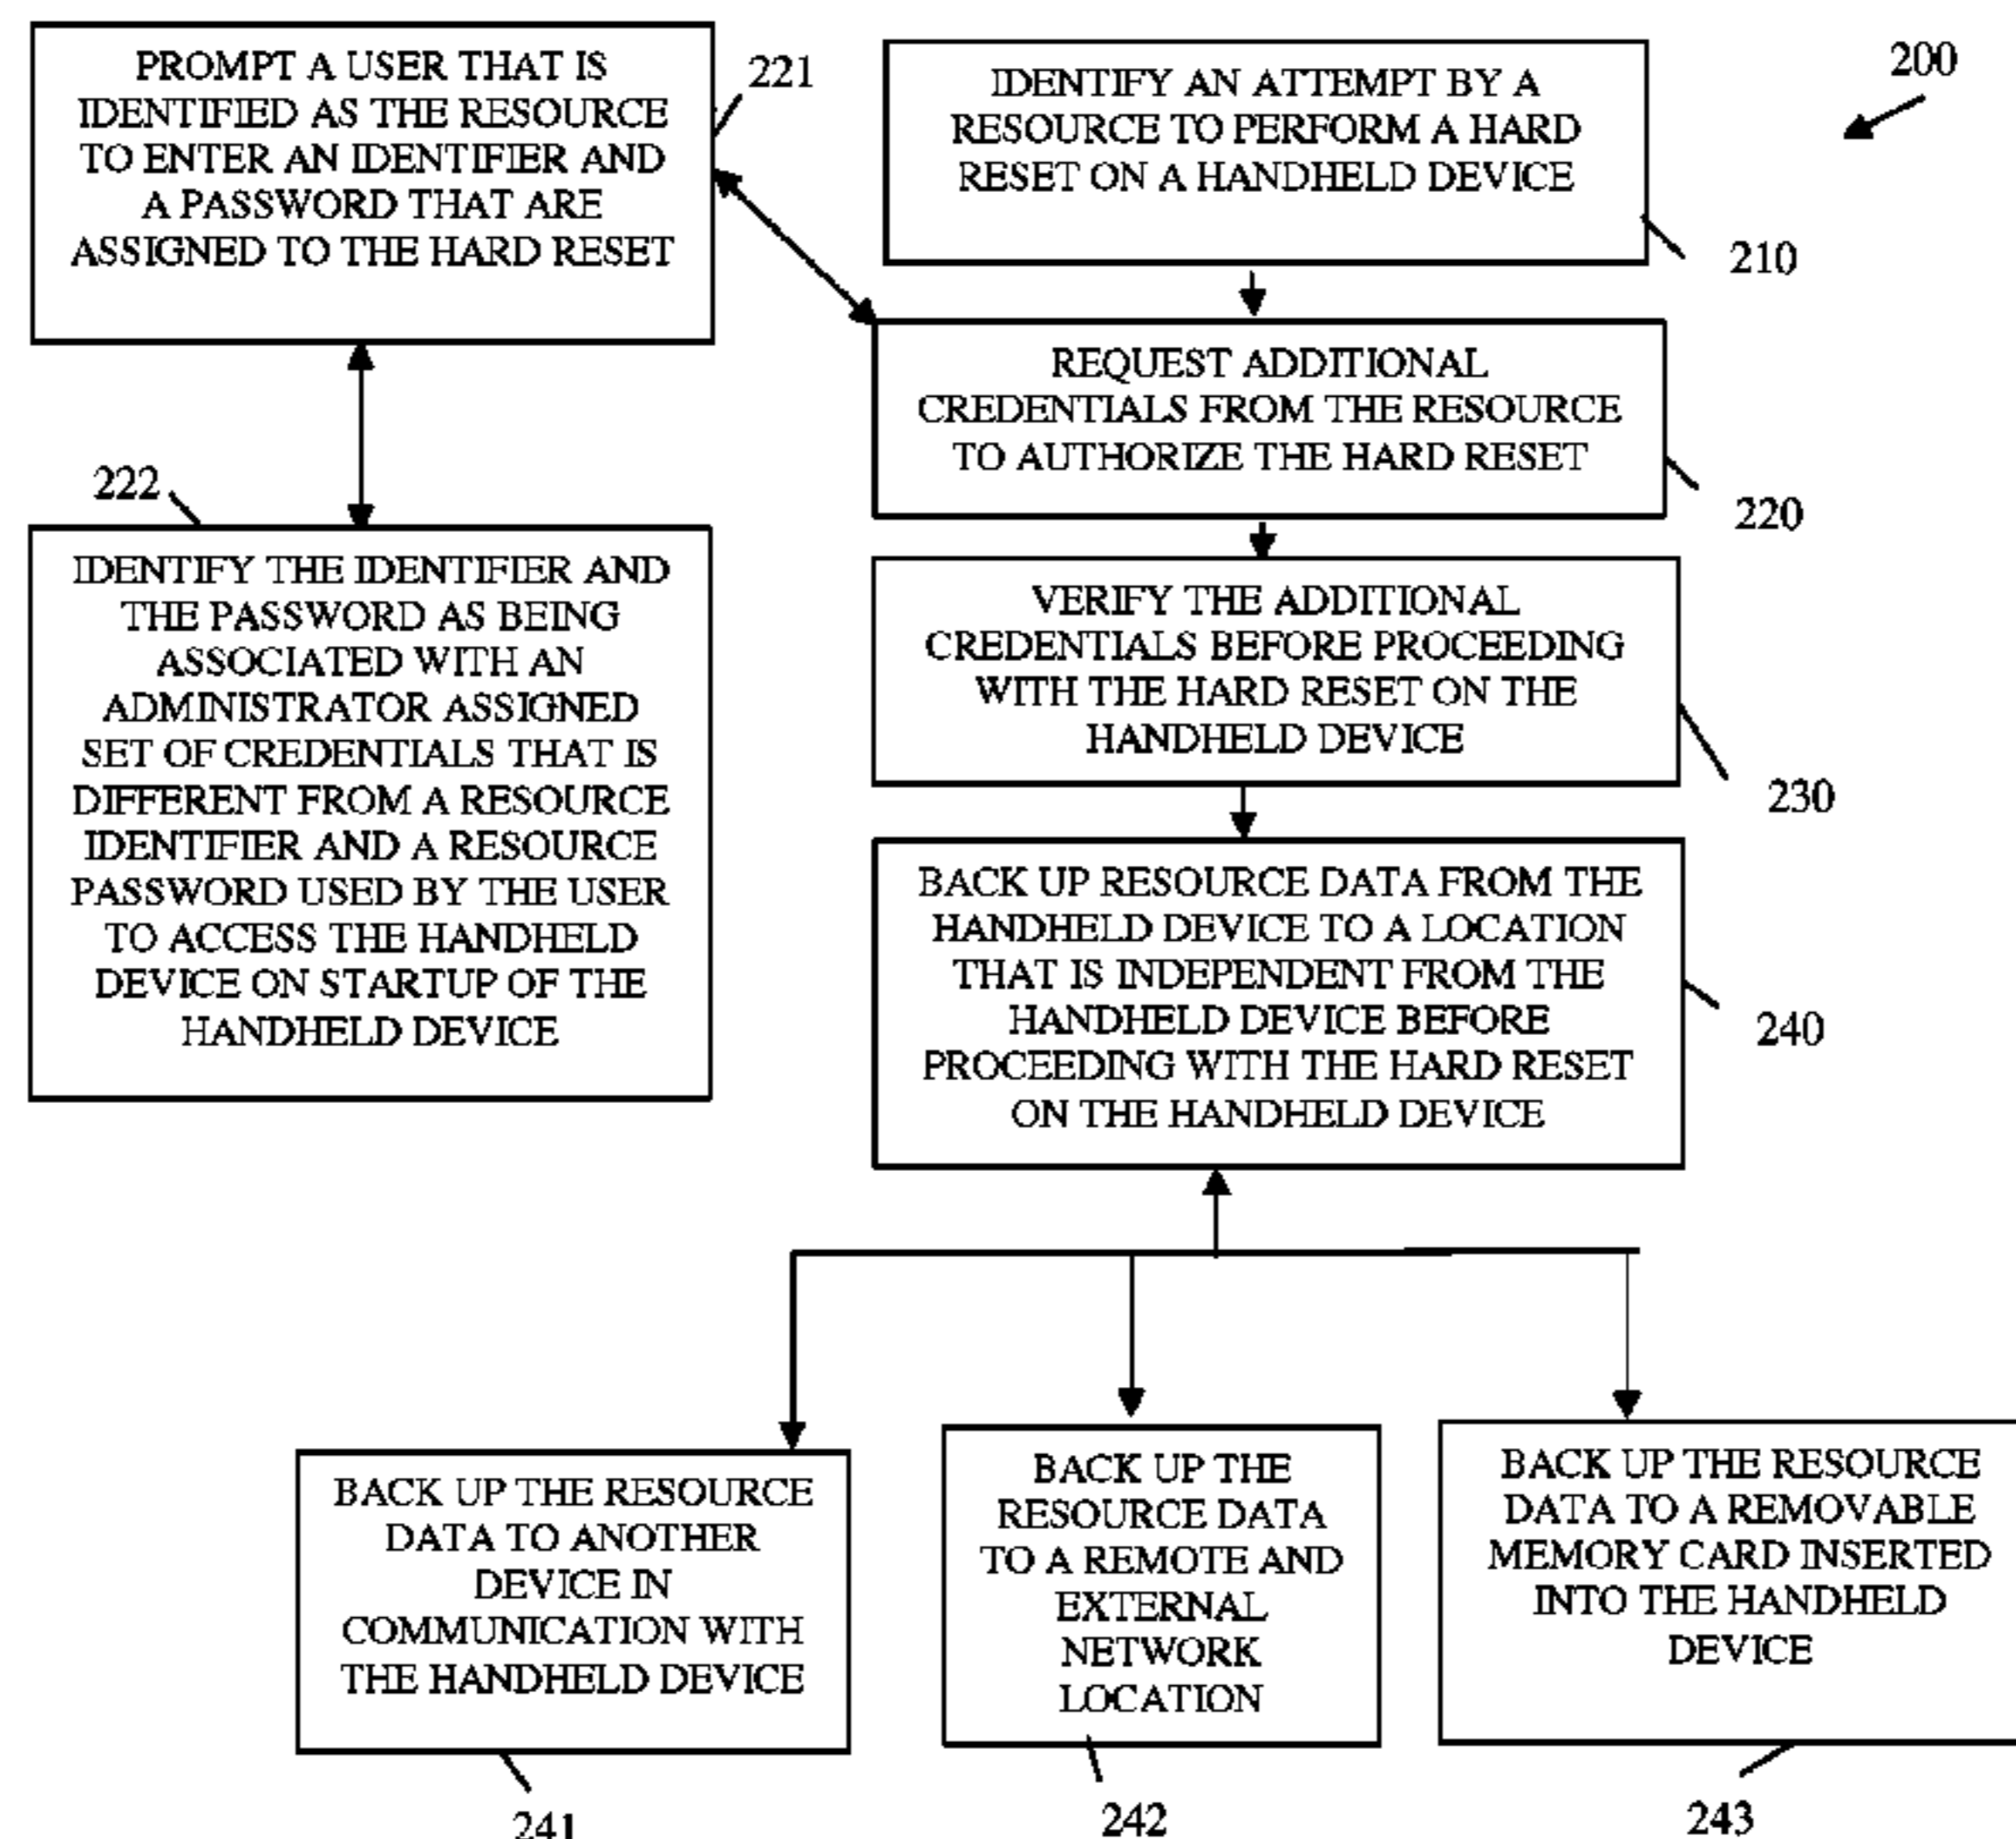 PROMPT A USER THAT IS
IDENTIFIED AS THE RESOURCE
TO ENTER AN IDENTIFIER AND
A PASSWORD THAT ARE
ASSIGNED TO THE HARD RESET
221
IDENTIFY AN ATTEMPT BY A
RESOURCE TO PERFORM A HARD
RESET ON A HANDHELD DEVICE
200
210
REQUEST ADDITIONAL
CREDENTIALS FROM THE RESOURCE
TO AUTHORIZE THE HARD RESET
220
222
IDENTIFY THE IDENTIFIER AND
THE PASSWORD AS BEING
ASSOCIATED WITH AN
ADMINISTRATOR ASSIGNED
SET OF CREDENTIALS THAT IS
DIFFERENT FROM A RESOURCE
IDENTIFIER AND A RESOURCE
PASSWORD USED BY THE USER
TO ACCESS THE HANDHELD
DEVICE ON STARTUP OF THE
HANDHELD DEVICE
VERIFY THE ADDITIONAL
CREDENTIALS BEFORE PROCEEDING
WITH THE HARD RESET ON THE
HANDHELD DEVICE
230
BACK UP RESOURCE DATA FROM THE
HANDHELD DEVICE TO A LOCATION
THAT IS INDEPENDENT FROM THE
HANDHELD DEVICE BEFORE
PROCEEDING WITH THE HARD RESET
ON THE HANDHELD DEVICE
240
BACK UP THE RESOURCE
DATA TO ANOTHER
DEVICE IN
COMMUNICATION WITH
THE HANDHELD DEVICE
241
BACK UP THE
RESOURCE DATA
TO A REMOTE AND
EXTERNAL
NETWORK
LOCATION
242
BACK UP THE RESOURCE
DATA TO A REMOVABLE
MEMORY CARD INSERTED
INTO THE HANDHELD
DEVICE
243